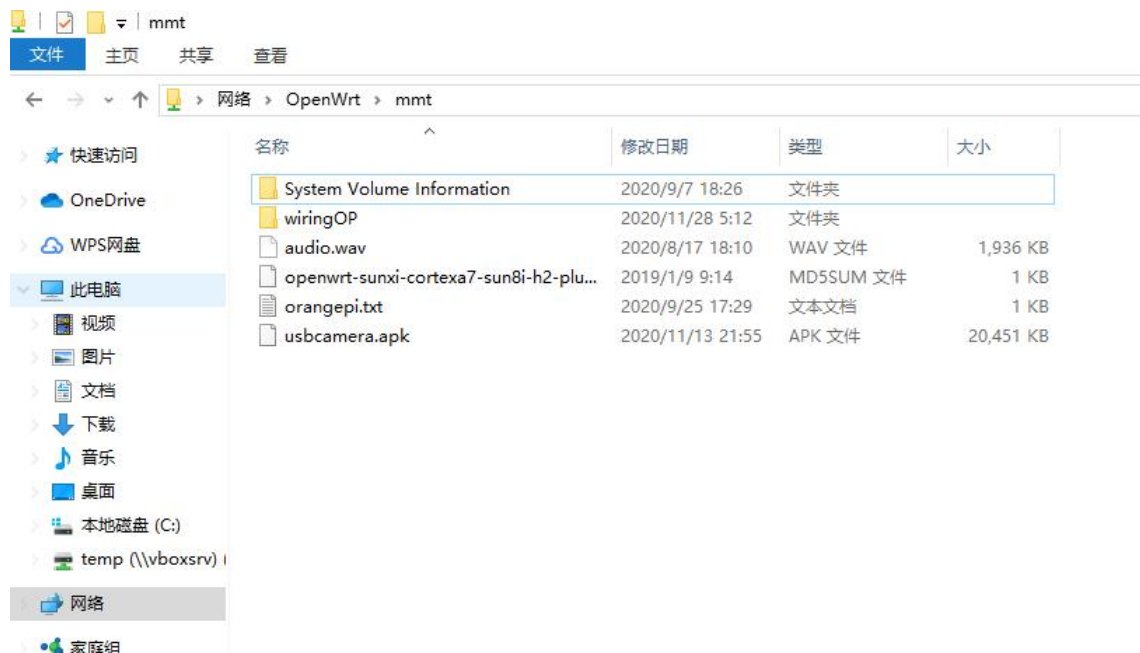 mmt
文件 主页 共享 查看
网络 OpenWrt mmt
名称 修改日期 类型 大小
快速访问
OneDrive
WPS网盘
此电脑
视频
图片
文档
下载
音乐
桌面
本地磁盘 (C:)
temp (\\vboxsrv) (
网络
家庭组
System Volume Information 2020/9/7 18:26 文件夹
wiringOP 2020/11/28 5:12 文件夹
audio.wav 2020/8/17 18:10 WAV 文件 1,936 KB
openwrt-sunxi-cortexa7-sun8i-h2-plu... 2019/1/9 9:14 MD5SUM 文件 1 KB
orangepi.txt 2020/9/25 17:29 文本文档 1 KB
usbcamera.apk 2020/11/13 21:55 APK 文件 20,451 KB